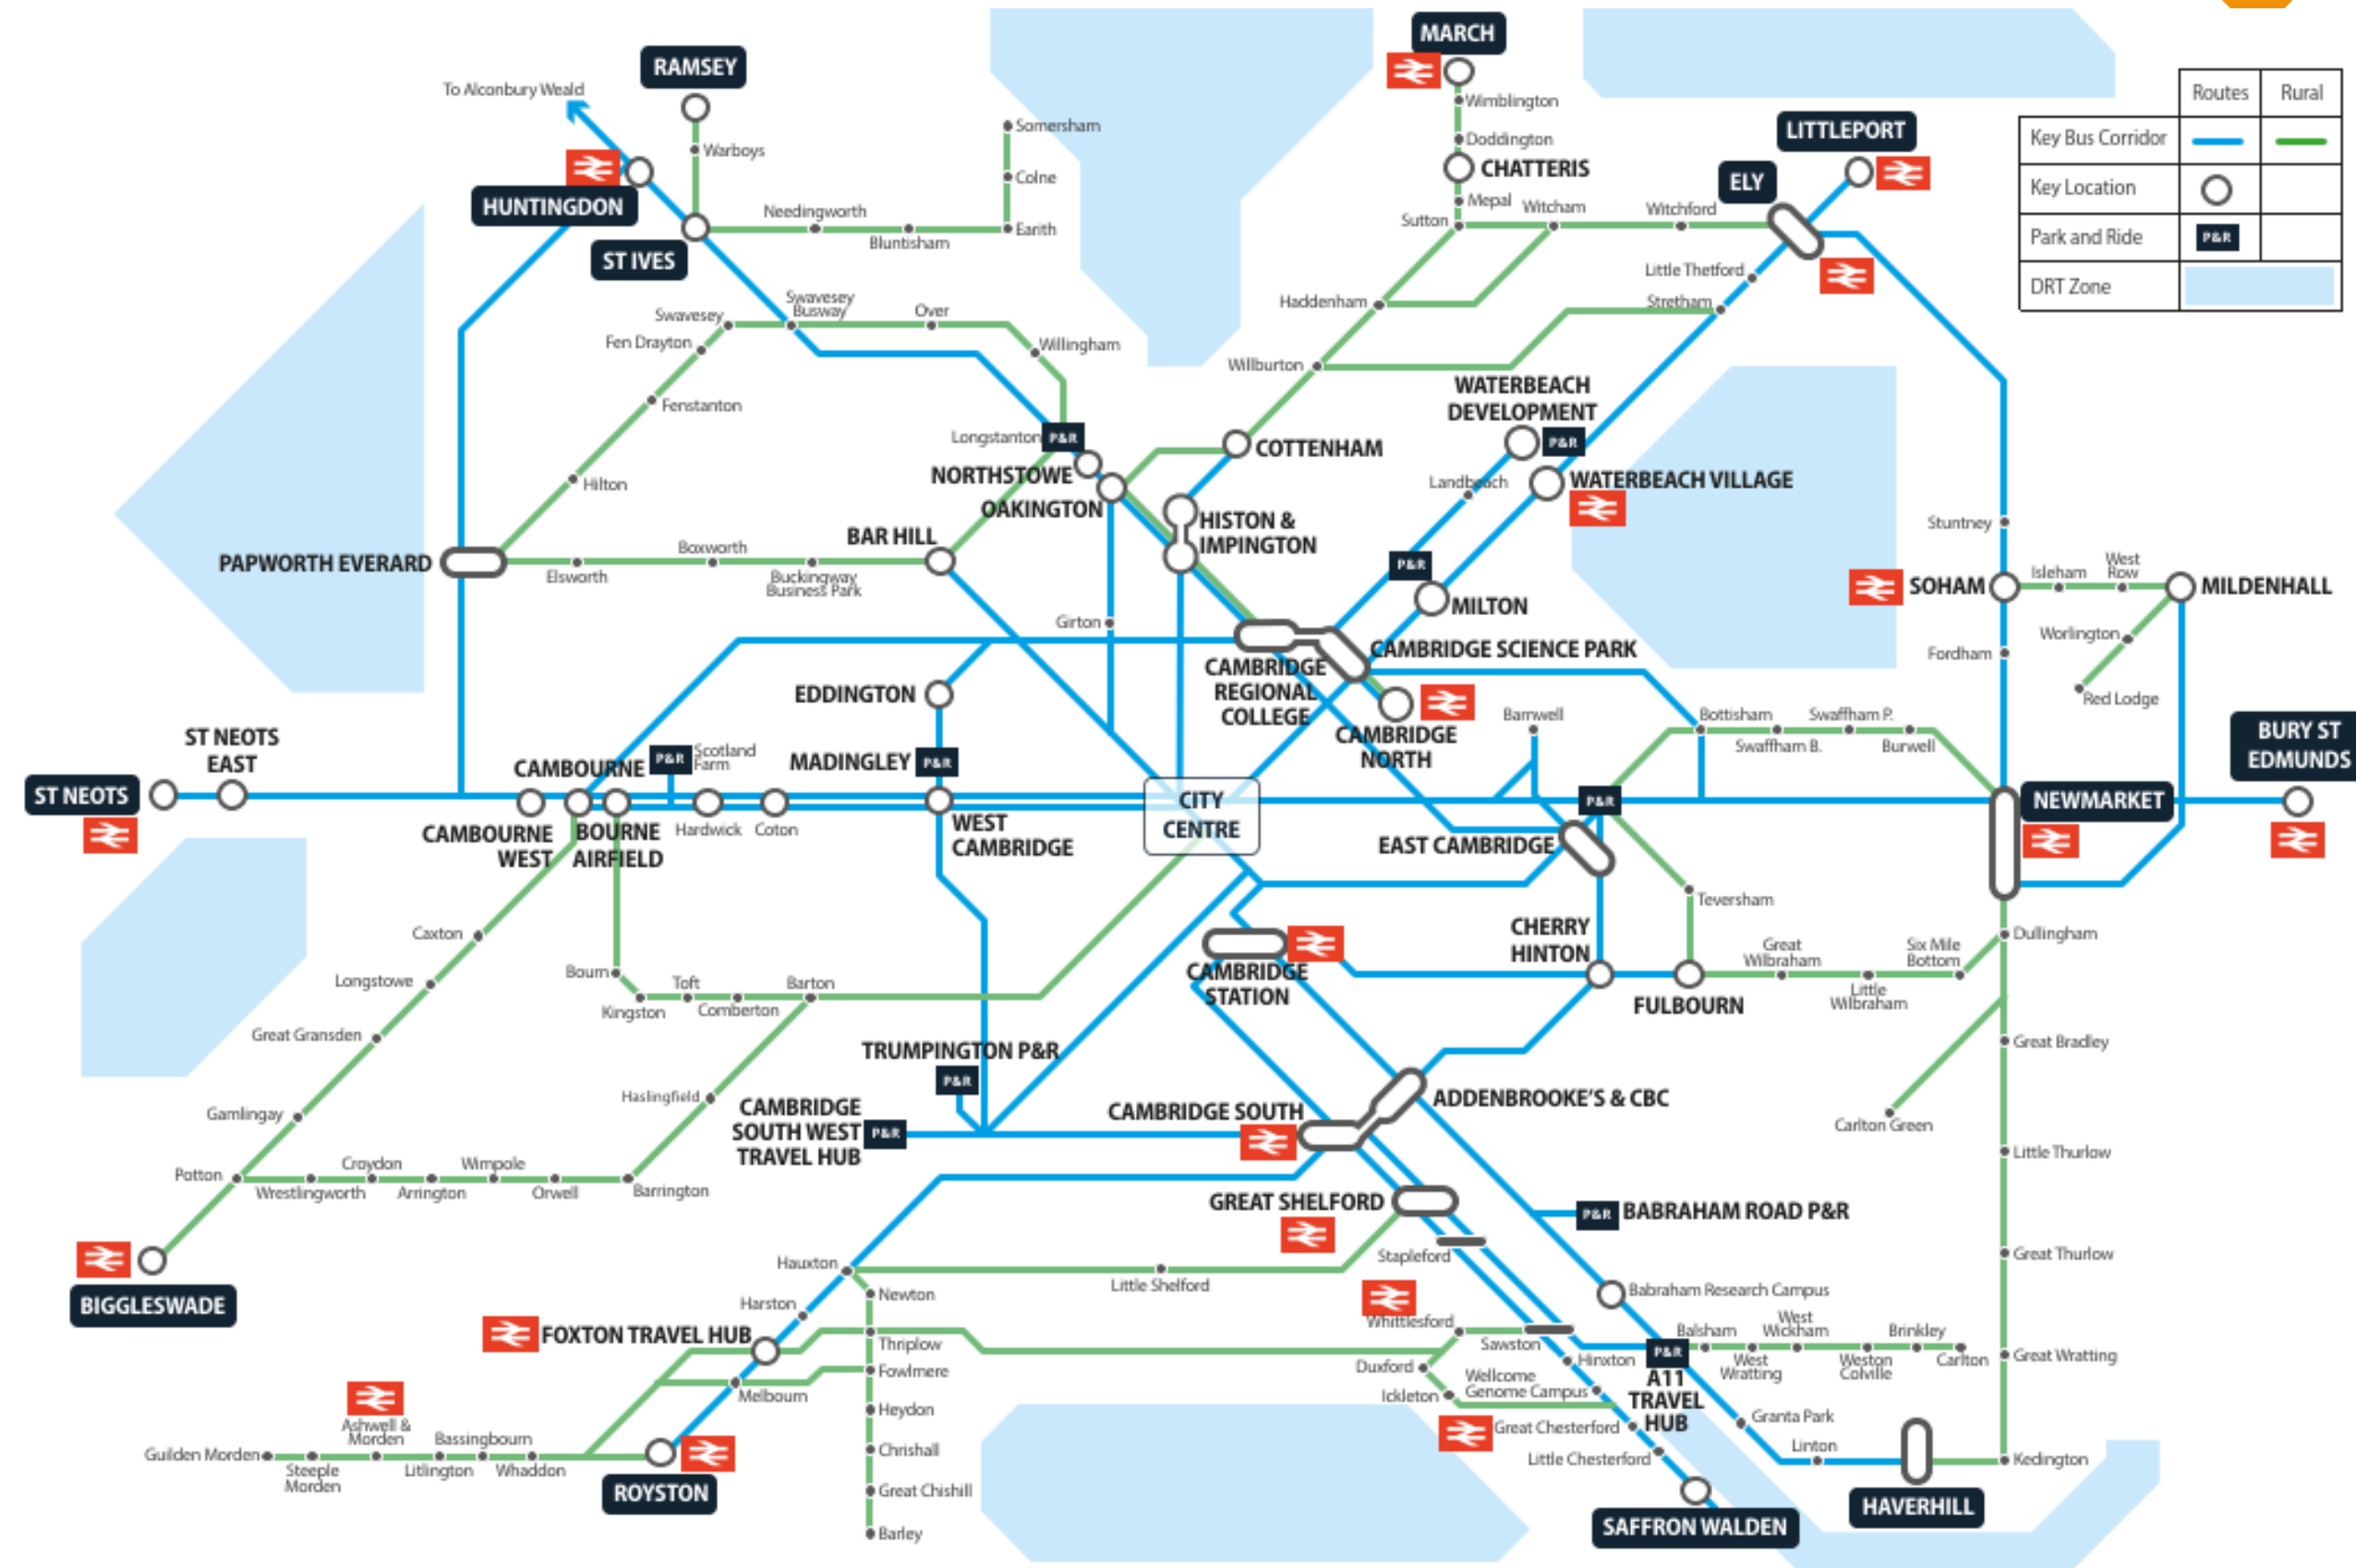 MARCH
RAMSEY
To Alconbury Weald
Warboys
HUNTINGDON
ST IVES
Needingworth
Bluntisham
Somersham
Colne
Earith
Wimblington
Doddington
CHATTERIS
Mepal
Sutton
Witcham
Witchford
ELY
LITTLEPORT
Routes
Rural
Key Bus Corridor
Key Location
Park and Ride
P&R
DRT Zone
Little Thetford
Stretham
Haddenham
Willburton
Swavesey
Swavesey
Busway
Over
Willingham
Fen Drayton
Fenstanton
Hilton
Longstanton
P&R
NORTHSTOWE
OAKINGTON
COTTENHAM
HISTON &
IMPINGTON
WATERBEACH
DEVELOPMENT
P&R
Landbeach
WATERBEACH VILLAGE
P&R
MILTON
PAPWORTH EVERARD
Elsworth
Boxworth
Buckingway
Business Park
BAR HILL
Girton
CAMBRIDGE
REGIONAL
COLLEGE
CAMBRIDGE SCIENCE PARK
CAMBRIDGE
NORTH
Stuntney
SOHAM
Isleham
West
Row
MILDENHALL
Worlington
Red Lodge
Fordham
EDDINGTON
MADINGLEY
P&R
Barnwell
Bottisham
Swaffham B.
Swaffham P.
Burwell
BURY ST
EDMUNDS
ST NEOTS
EAST
ST NEOTS
CAMBOURNE
P&R
Scotland
Farm
CAMBOURNE
WEST
BOURNE
AIRFIELD
Hardwick
Coton
WEST
CAMBRIDGE
CITY
CENTRE
P&R
NEWMARKET
EAST CAMBRIDGE
Teversham
CHERRY
HINTON
FULBOURN
Great
Wilbraham
Little
Wilbraham
Six Mile
Bottom
Dullingham
Caxton
Longstowe
Great Gransden
Gamlingay
Potton
BIGGLESWADE
Bourn
Kingston
Toft
Comberton
Barton
Haslingfield
Wrestlingworth
Croydon
Arrington
Wimpole
Orwell
Barrington
CAMBRIDGE
STATION
TRUMPINGTON P&R
P&R
CAMBRIDGE
SOUTH WEST
TRAVEL HUB
P&R
CAMBRIDGE SOUTH
ADDENBROOKE'S & CBC
Great Bradley
Carlton Green
Little Thurlow
Great Thurlow
Great Wratting
Kedington
GREAT SHELFORD
Stapleford
P&R
BABRAHAM ROAD P&R
Babraham Research Campus
Hauxton
Little Shelford
Harston
Newton
FOXTON TRAVEL HUB
Thriplow
Fowlmere
Melbourn
Heydon
Chrishall
Great Chishill
Barley
Whittlesford
Sawston
Duxford
Ickleton
Hinxton
Wellcome
Genome Campus
Great Chesterford
Little Chesterford
P&R
A11
TRAVEL
HUB
Balsham
West
Wratting
West
Wickham
Weston
Colville
Brinkley
Carlton
Granta Park
Linton
HAVERHILL
SAFFRON WALDEN
Guilden Morden
Steeple
Morden
Ashwell &
Morden
Litlington
Bassingbourn
Whaddon
ROYSTON